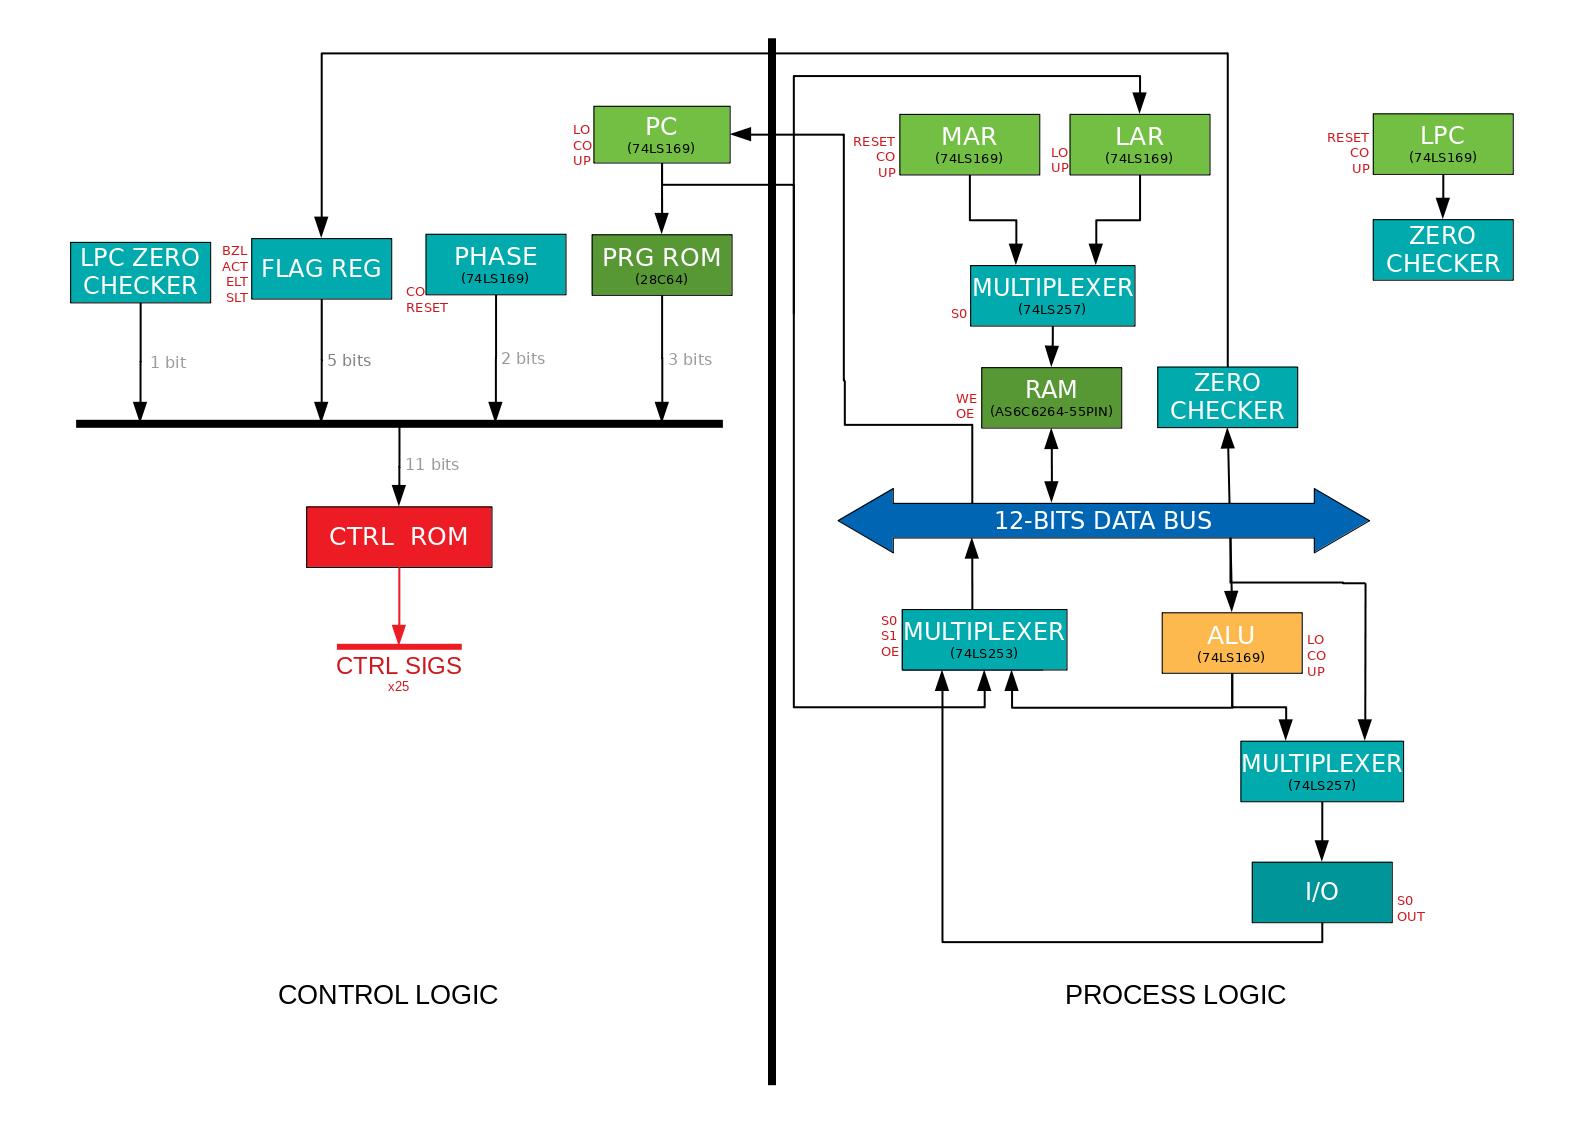 PC
(74LS169)
LO
CO
UP
MAR
(74LS169)
RESET
CO
UP
LAR
(74LS169)
LO
UP
LPC
(74LS169)
RESET
CO
UP
LPC ZERO
CHECKER
BZL
ACT
ELT
SLT
FLAG REG
PHASE
(74LS169)
CO
RESET
PRG ROM
(28C64)
ZERO
CHECKER
MULTIPLEXER
(74LS257)
S0
1 bit
5 bits
2 bits
3 bits
RAM
(AS6C6264-55PIN)
WE
OE
ZERO
CHECKER
11 bits
CTRL  ROM
12-BITS DATA BUS
CTRL SIGS
x25
S0
S1
OE
MULTIPLEXER
(74LS253)
ALU
(74LS169)
LO
CO
UP
MULTIPLEXER
(74LS257)
I/O
S0
OUT
CONTROL LOGIC
PROCESS LOGIC